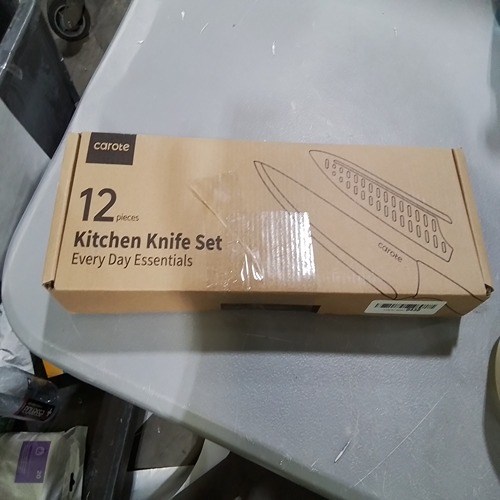 carote
12 pieces
Kitchen Knife Set
Every Day Essentials
carote